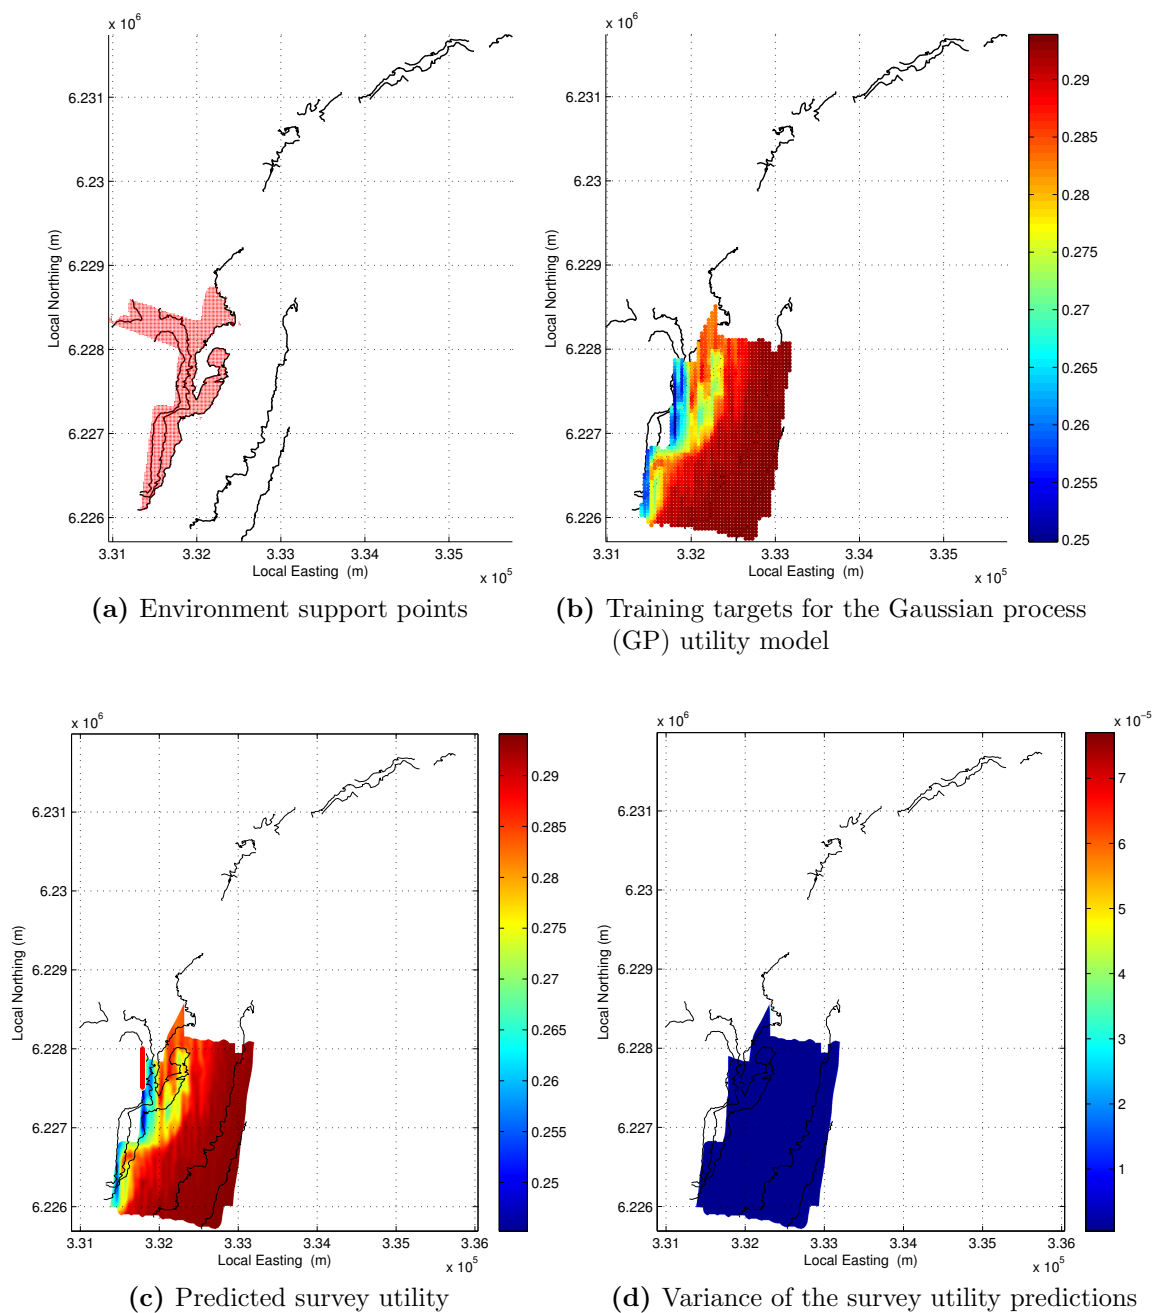 x 10^6
x 10^6
6.231
6.23
6.229
6.228
6.227
6.226
Local Northing (m)
3.31 3.32 3.33 3.34 3.35
Local Easting (m)
x 10^5
6.231
6.23
6.229
6.228
6.227
6.226
Local Northing (m)
3.31 3.32 3.33 3.34 3.35
Local Easting (m)
x 10^5
0.29
0.285
0.28
0.275
0.27
0.265
0.26
0.255
0.25
(a) Environment support points
(b) Training targets for the Gaussian process
(GP) utility model
x 10^6
6.231
6.23
6.229
6.228
6.227
6.226
Local Northing (m)
3.31 3.32 3.33 3.34 3.35 3.36
Local Easting (m)
x 10^5
0.29
0.285
0.28
0.275
0.27
0.265
0.26
0.255
0.25
x 10^6
6.231
6.23
6.229
6.228
6.227
6.226
Local Northing (m)
3.31 3.32 3.33 3.34 3.35 3.36
Local Easting (m)
x 10^5
x 10^−5
7
6
5
4
3
2
1
(c) Predicted survey utility
(d) Variance of the survey utility predictions